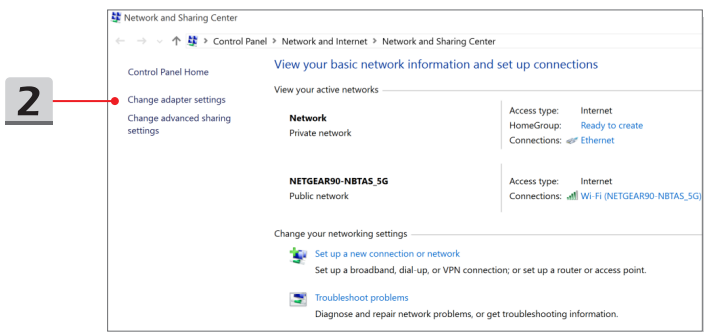 Network and Sharing Center
Control Panel > Network and Internet > Network and Sharing Center
2
Control Panel Home
Change adapter settings
Change advanced sharing
settings
View your basic network information and set up connections
View your active networks
Network
Private network
Access type: Internet
HomeGroup: Ready to create
Connections: Ethernet
NETGEAR90-NBTAS_5G
Public network
Access type: Internet
Connections: Wi-Fi (NETGEAR90-NBTAS_5G)
Change your networking settings
Set up a new connection or network
Set up a broadband, dial-up, or VPN connection; or set up a router or access point.
Troubleshoot problems
Diagnose and repair network problems, or get troubleshooting information.